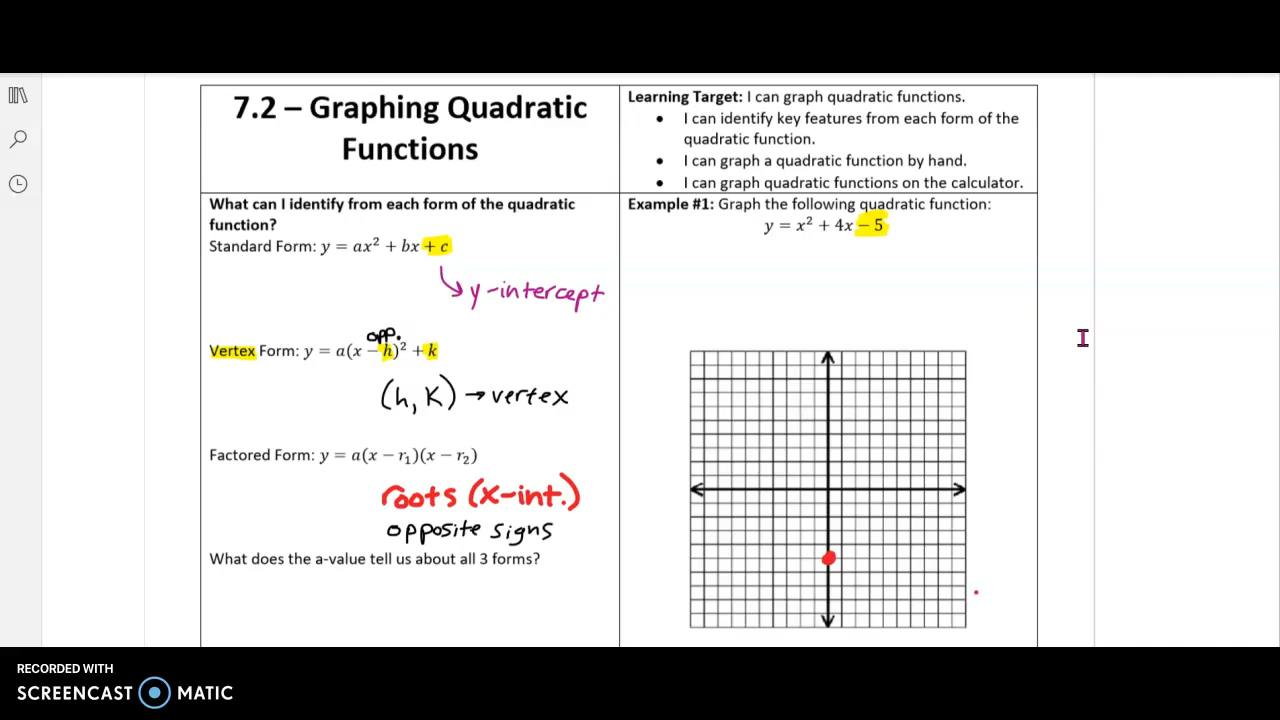 7.2 – Graphing Quadratic
Functions
Learning Target: I can graph quadratic functions.
• I can identify key features from each form of the
quadratic function.
• I can graph a quadratic function by hand.
• I can graph quadratic functions on the calculator.
What can I identify from each form of the quadratic
function?
Standard Form: y = ax² + bx + c
y-intercept
opp.
Vertex Form: y = a(x − h)² + k
(h, K) → vertex
Factored Form: y = a(x − r₁)(x − r₂)
roots (x-int.)
opposite signs
What does the a-value tell us about all 3 forms?
Example #1: Graph the following quadratic function:
y = x² + 4x − 5
RECORDED WITH
SCREENCAST MATIC